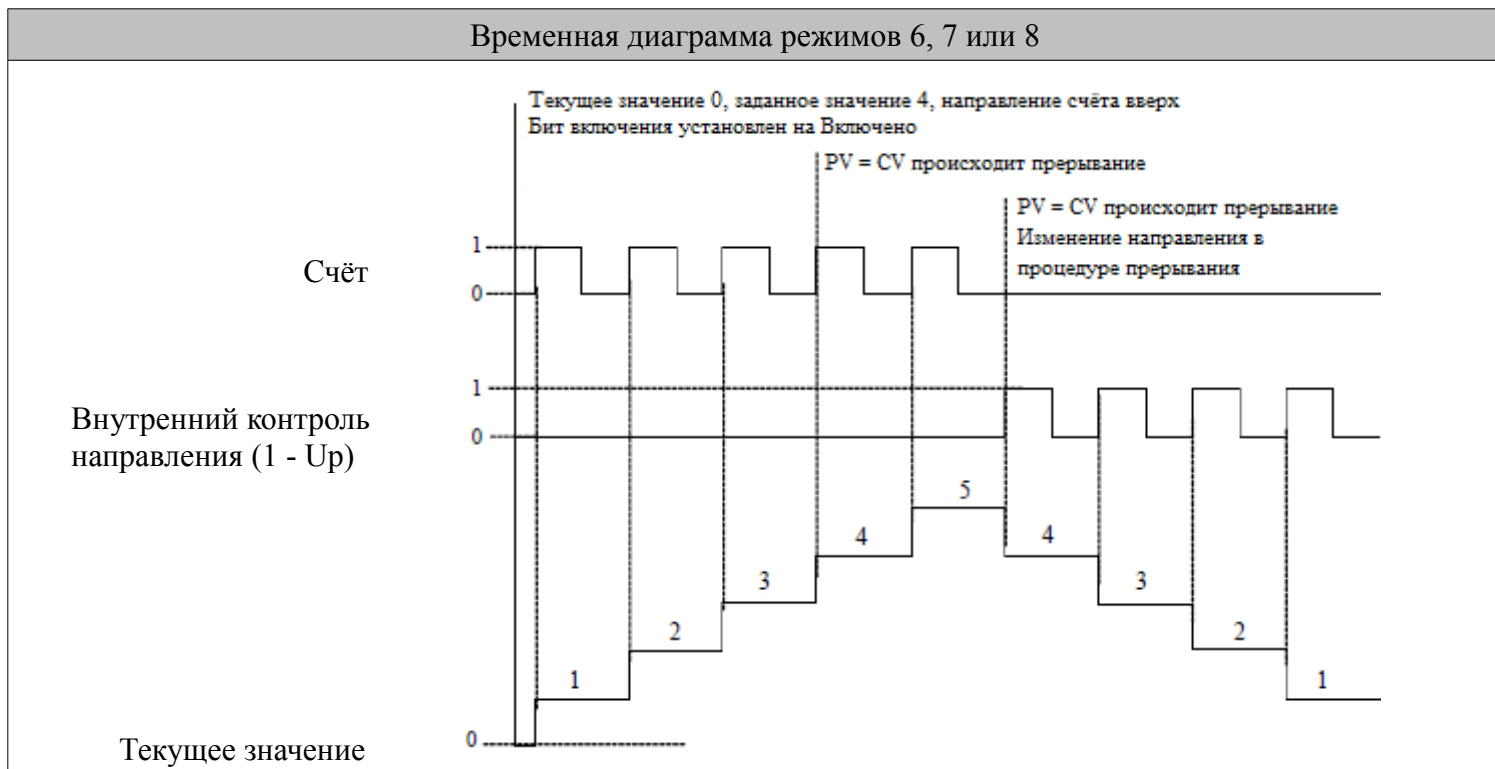 Временная диаграмма режимов 6, 7 или 8
Текущее значение 0, заданное значение 4, направление счёта вверх
Бит включения установлен на Включено
PV = CV происходит прерывание
PV = CV происходит прерывание
Изменение направления в
процедуре прерывания
1
Счёт
0
1
Внутренний контроль
0
направления (1 - Up)
5
4
4
3
3
2
2
1
1
0
Текущее значение